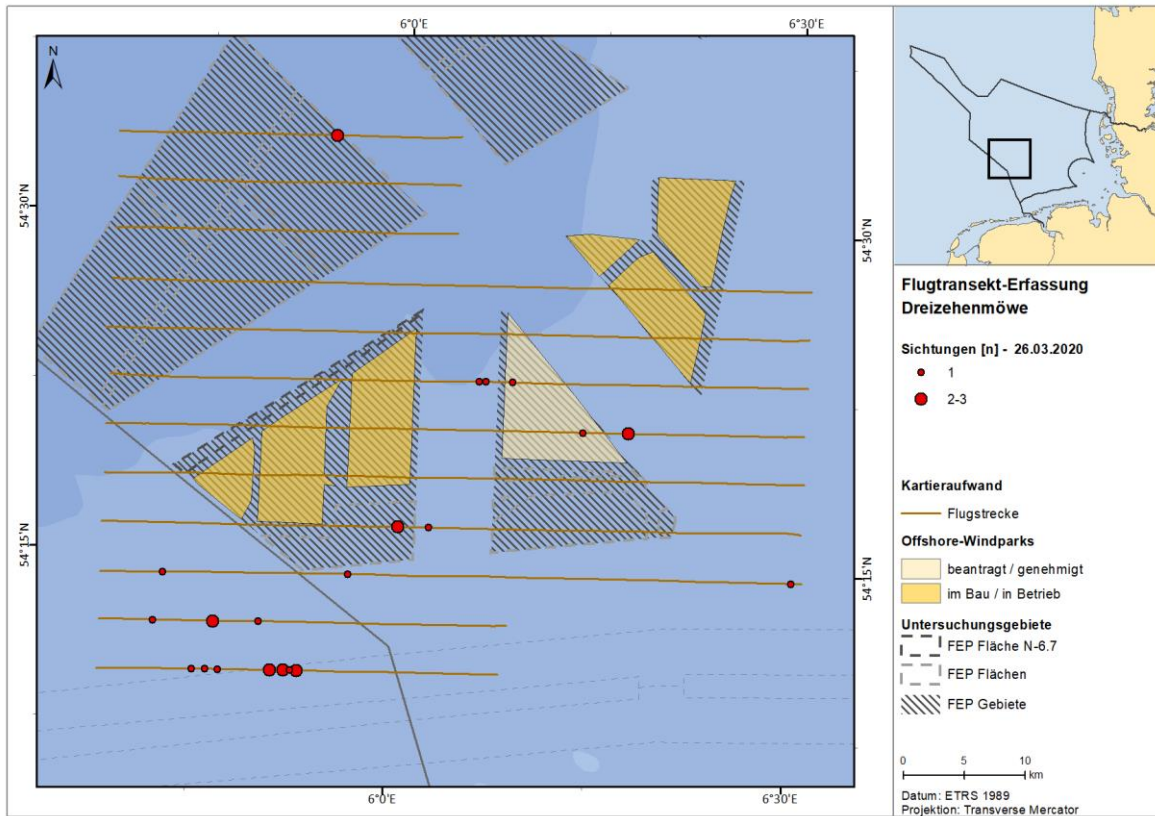 6°0'E
6°30'E
N
54°30'N
54°30'N
54°15'N
54°15'N
6°0'E
6°30'E
Flugtransekt-Erfassung
Dreizehenmöwe
Sichtungen [n] - 26.03.2020
1
2-3
Kartieraufwand
Flugstrecke
Offshore-Windparks
beantragt / genehmigt
im Bau / in Betrieb
Untersuchungsgebiete
FEP Fläche N-6.7
FEP Flächen
FEP Gebiete
0 5 10
km
Datum: ETRS 1989
Projektion: Transverse Mercator